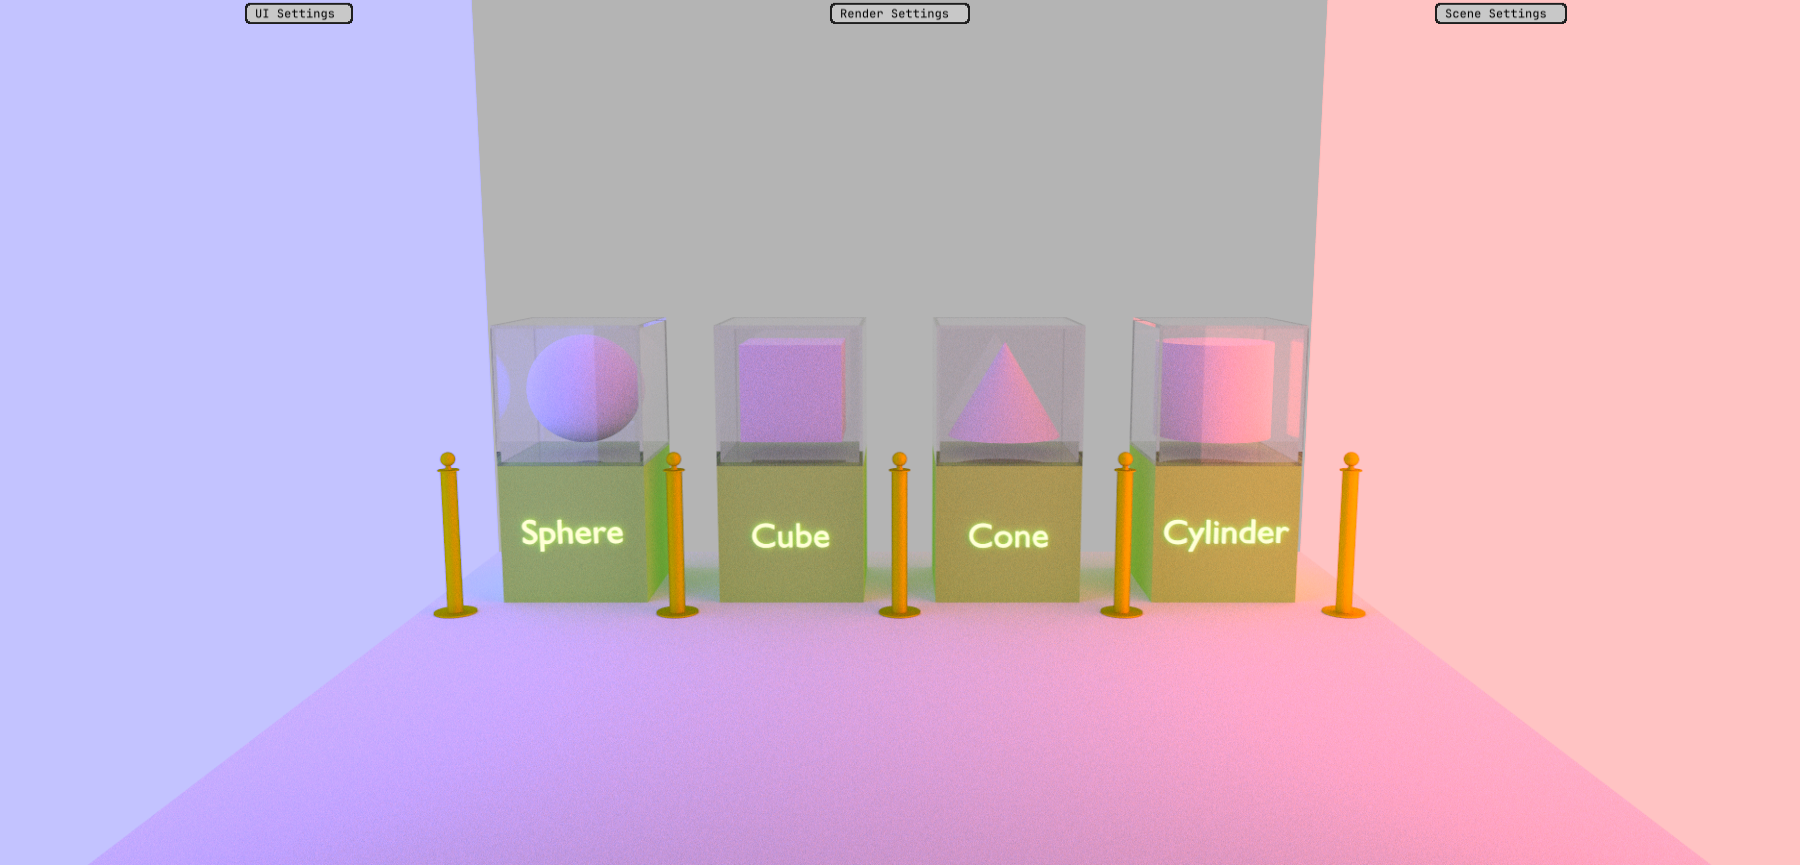 UI Settings
Render Settings
Scene Settings
Sphere
Cube
Cone
Cylinder